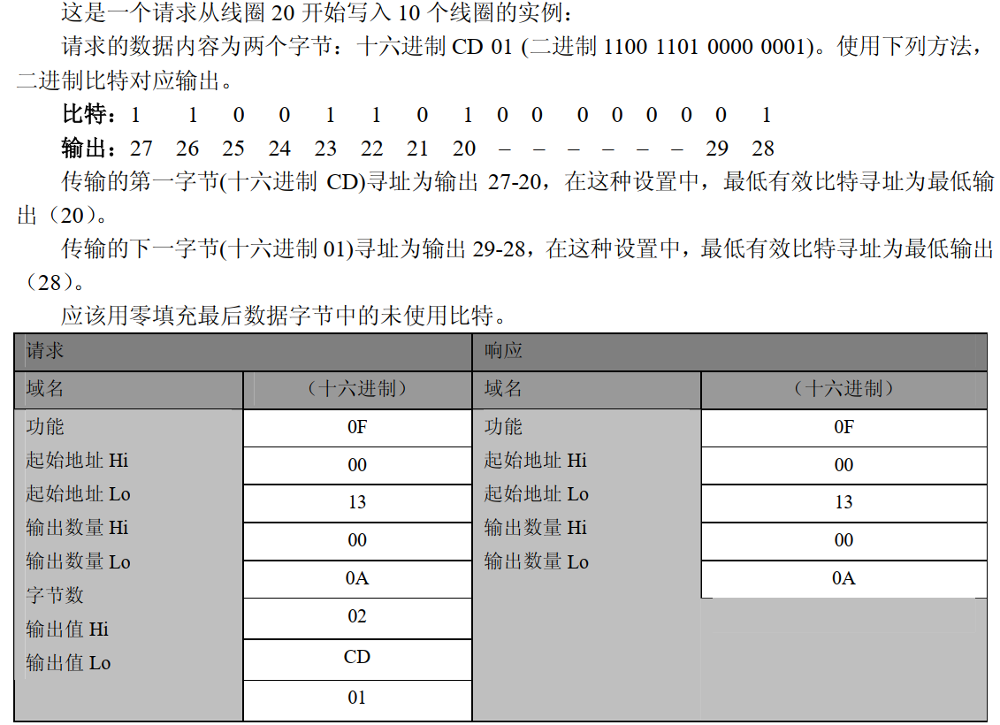 这是一个请求从线圈 20 开始写入 10 个线圈的实例：
请求的数据内容为两个字节：十六进制 CD 01 (二进制 1100 1101 0000 0001)。使用下列方法，
二进制比特对应输出。
比特：1 1 0 0 1 1 0 1 0 0 0 0 0 0 0 1
输出：27 26 25 24 23 22 21 20 – – – – – – 29 28
传输的第一字节(十六进制 CD)寻址为输出 27-20，在这种设置中，最低有效比特寻址为最低输
出（20）。
传输的下一字节(十六进制 01)寻址为输出 29-28，在这种设置中，最低有效比特寻址为最低输出
（28）。
应该用零填充最后数据字节中的未使用比特。
请求 响应
域名 （十六进制） 域名 （十六进制）
功能 0F 功能 0F
起始地址 Hi 00 起始地址 Hi 00
起始地址 Lo 13 起始地址 Lo 13
输出数量 Hi 00 输出数量 Hi 00
输出数量 Lo 0A 输出数量 Lo 0A
字节数 02
输出值 Hi CD
输出值 Lo 01